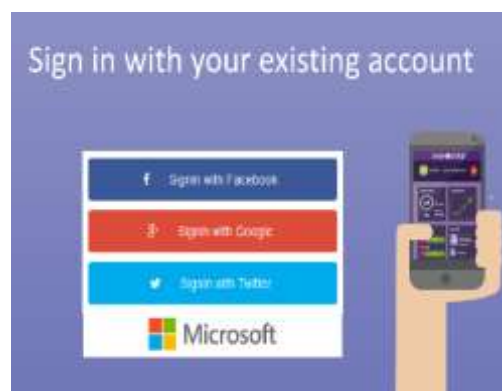 Sign in with your existing account
Signin with Facebook
Signin with Google
Signin with Twitter
Microsoft